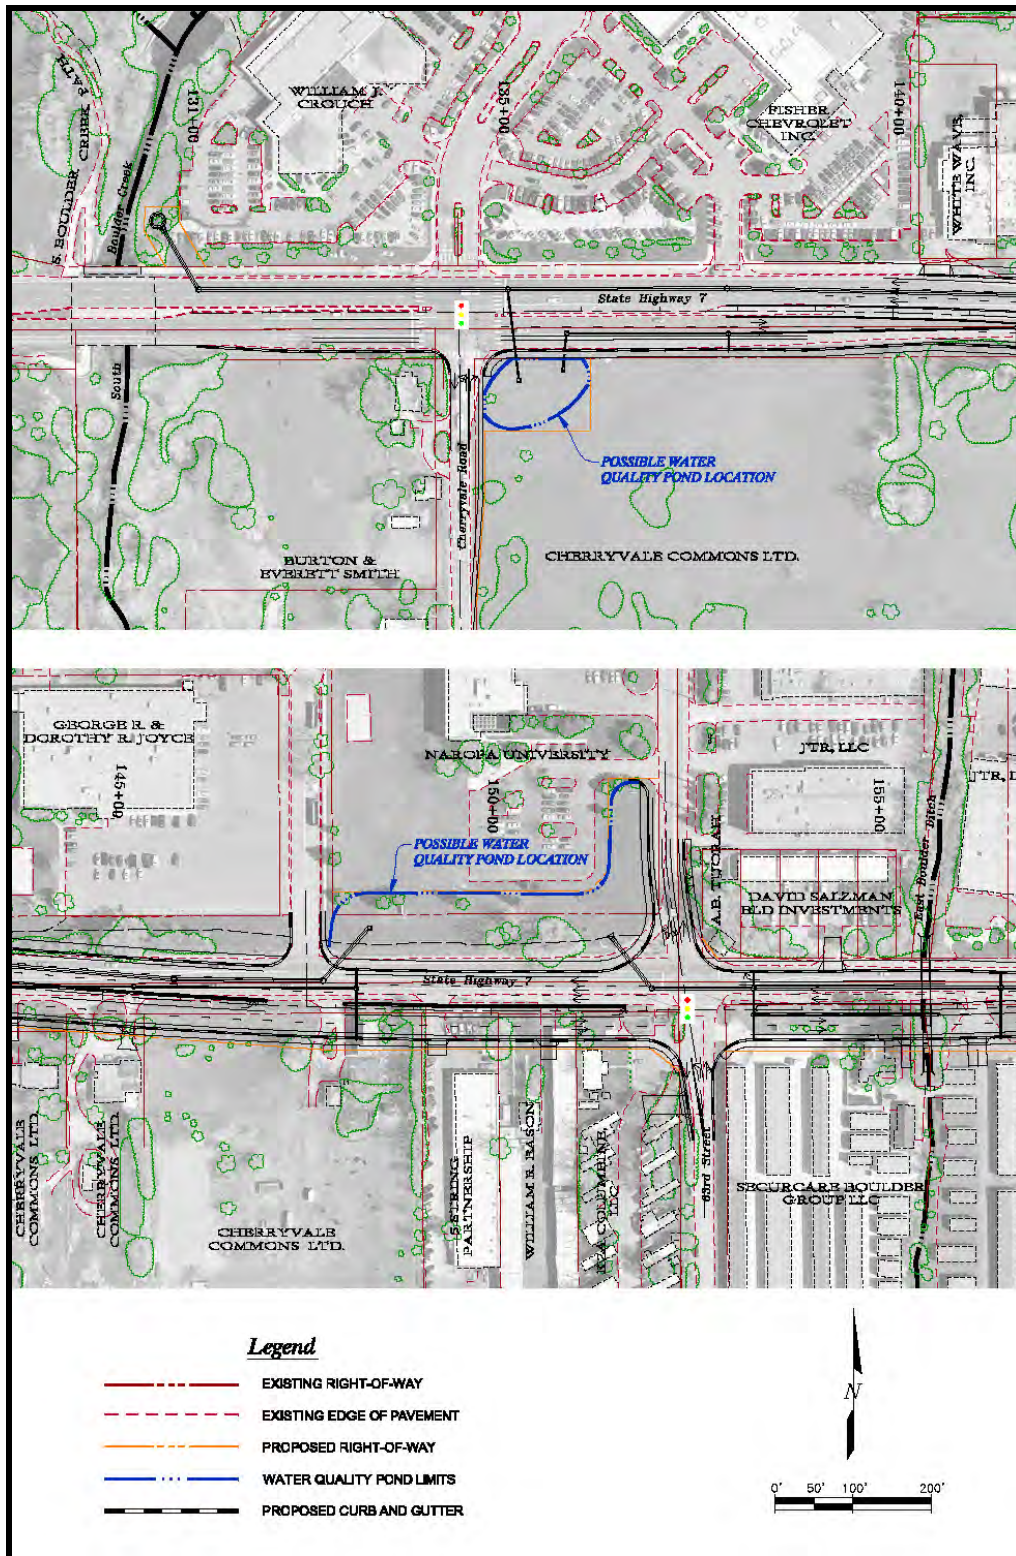 S. BOULDER CREEK PATH
Boulder Creek
131+00
WILLIAM J.
CROUCH
135+00
FISHER
CHEVROLET
INC.
140+00
WHITE WAVE
INC.
State Highway 7
South
Cherryvale Road
POSSIBLE WATER
QUALITY POND LOCATION
BURTON &
EVERETT SMITH
CHERRYVALE COMMONS LTD.
GEORGE R. &
DOROTHY R. JOYCE
145+00
NAROPA UNIVERSITY
150+00
JTR, LLC
155+00
POSSIBLE WATER
QUALITY POND LOCATION
A.B. TUORAH
DAVID SALZMAN
BLD INVESTMENTS
East Boulder Ditch
State Highway 7
CHERRYVALE
COMMONS LTD.
CHERRYVALE
COMMONS LTD.
CHERRYVALE
COMMONS LTD.
PARTNERSHIP
WILLIAM R. BASON
K/A COLUMBINE
LLC
63rd Street
SECURCARE BOULDER
GROUP LLC
Legend
EXISTING RIGHT-OF-WAY
EXISTING EDGE OF PAVEMENT
PROPOSED RIGHT-OF-WAY
WATER QUALITY POND LIMITS
PROPOSED CURB AND GUTTER
N
0' 50' 100' 200'